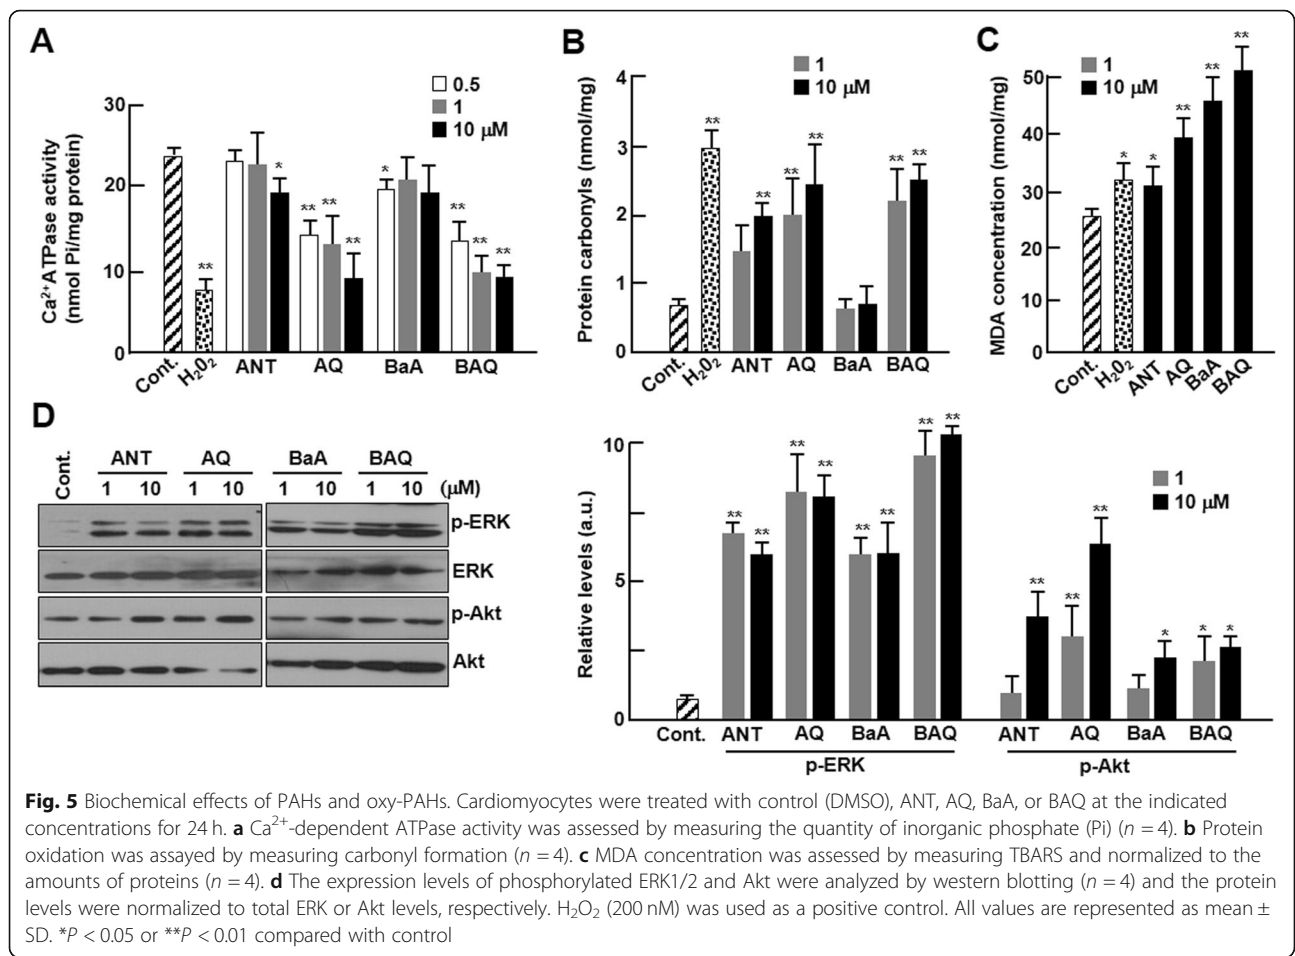 A
0.5
1
10 μM
Ca²⁺ATPase activity
(nmol Pi/mg protein)
30
20
10
0
* ** ** ** ** * ** ** **
Cont. H₂0₂ ANT AQ BaA BAQ
B
1
10 μM
Protein carbonyls (nmol/mg)
4
3
2
1
0
** ** ** ** ** **
Cont. H₂0₂ ANT AQ BaA BAQ
C
1
10 μM
MDA concentration (nmol/mg)
50
40
30
20
10
0
* * ** ** **
Cont. H₂0₂ ANT AQ BaA BAQ
D
Cont. ANT AQ BaA BAQ
1 10 1 10 1 10 1 10 (μM)
p-ERK
ERK
p-Akt
Akt
1
10 μM
Relative levels (a.u.)
10
5
0
** ** ** ** ** ** ** ** ** ** ** * * *
Cont. ANT AQ BaA BAQ ANT AQ BaA BAQ
p-ERK p-Akt
Fig. 5 Biochemical effects of PAHs and oxy-PAHs. Cardiomyocytes were treated with control (DMSO), ANT, AQ, BaA, or BAQ at the indicated
concentrations for 24 h. a Ca²⁺-dependent ATPase activity was assessed by measuring the quantity of inorganic phosphate (Pi) (n = 4). b Protein
oxidation was assayed by measuring carbonyl formation (n = 4). c MDA concentration was assessed by measuring TBARS and normalized to the
amounts of proteins (n = 4). d The expression levels of phosphorylated ERK1/2 and Akt were analyzed by western blotting (n = 4) and the protein
levels were normalized to total ERK or Akt levels, respectively. H₂O₂ (200 nM) was used as a positive control. All values are represented as mean ±
SD. *P < 0.05 or **P < 0.01 compared with control